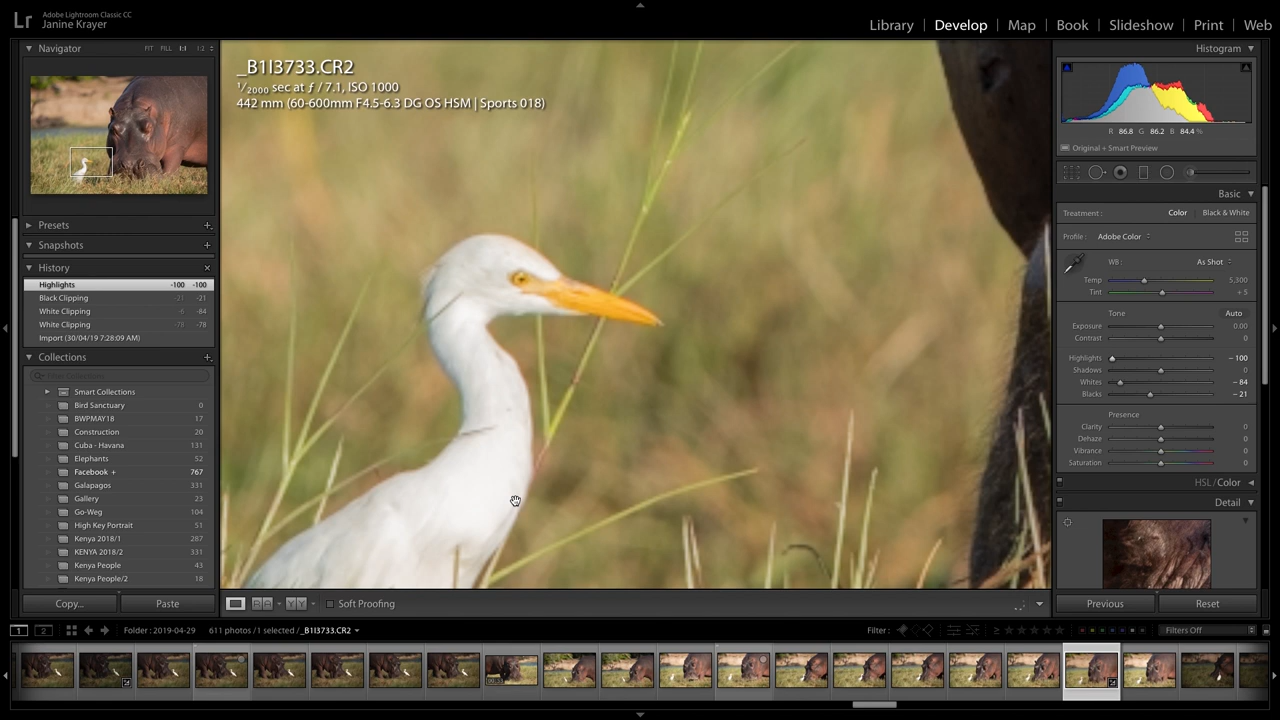 Lr Adobe Lightroom Classic CC
Janine Krayer
Library | Develop | Map | Book | Slideshow | Print | Web
Navigator FIT FILL 1:1 1:2
Presets
Snapshots
History
Highlights -100 -100
Black Clipping -21 -21
White Clipping -6 -84
White Clipping -78 -78
Import (30/04/19 7:28:09 AM)
Collections
Smart Collections
Bird Sanctuary 0
BWPMAY18 17
Construction 20
Cuba - Havana 131
Elephants 52
Facebook + 767
Galapagos 331
Gallery 23
Go-Weg 104
High Key Portrait 51
Kenya 2018/1 287
KENYA 2018/2 331
Kenya People 43
Kenya People/2 18
Copy... Paste
_B1I3733.CR2
1/2000 sec at ƒ / 7.1, ISO 1000
442 mm (60-600mm F4.5-6.3 DG OS HSM | Sports 018)
Soft Proofing
Histogram
R 86.8 G 86.2 B 84.4 %
Original + Smart Preview
Basic
Treatment : Color Black & White
Profile : Adobe Color
WB : As Shot
Temp 5,300
Tint + 5
Tone Auto
Exposure 0.00
Contrast 0
Highlights – 100
Shadows 0
Whites – 84
Blacks – 21
Presence
Clarity 0
Dehaze 0
Vibrance 0
Saturation 0
HSL / Color
Detail
Previous Reset
1 2 Folder : 2019-04-29 611 photos / 1 selected / _B1I3733.CR2 Filter : Filters Off